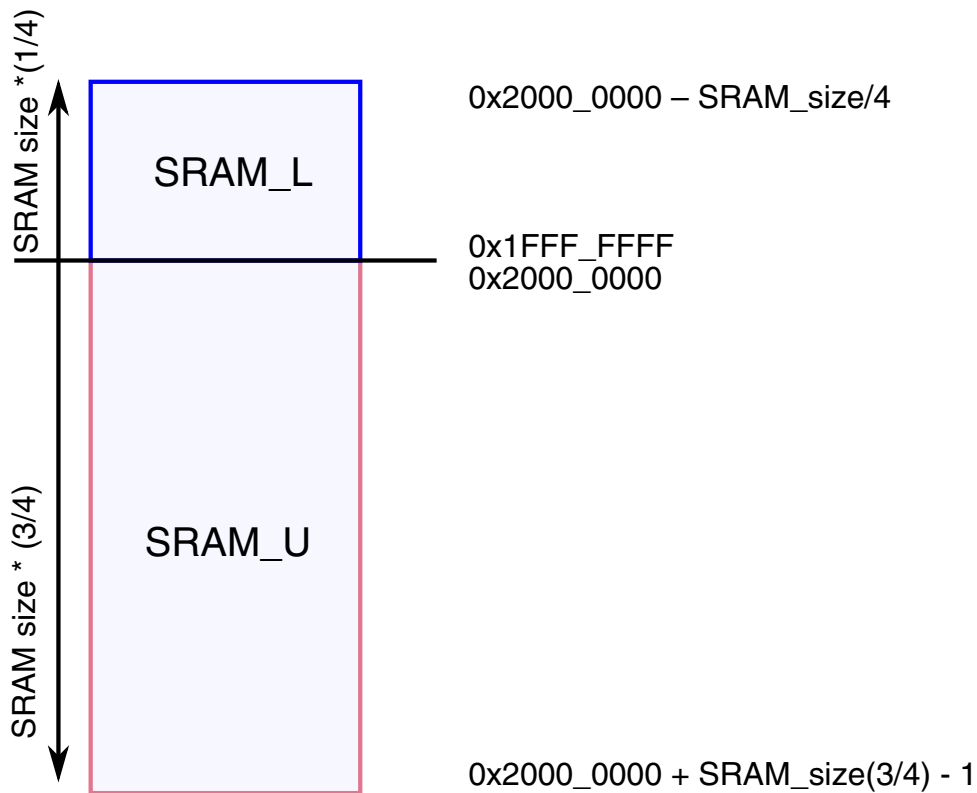 SRAM size *(1/4)
0x2000_0000 – SRAM_size/4
SRAM_L
0x1FFF_FFFF
0x2000_0000
SRAM size * (3/4)
SRAM_U
0x2000_0000 + SRAM_size(3/4) - 1